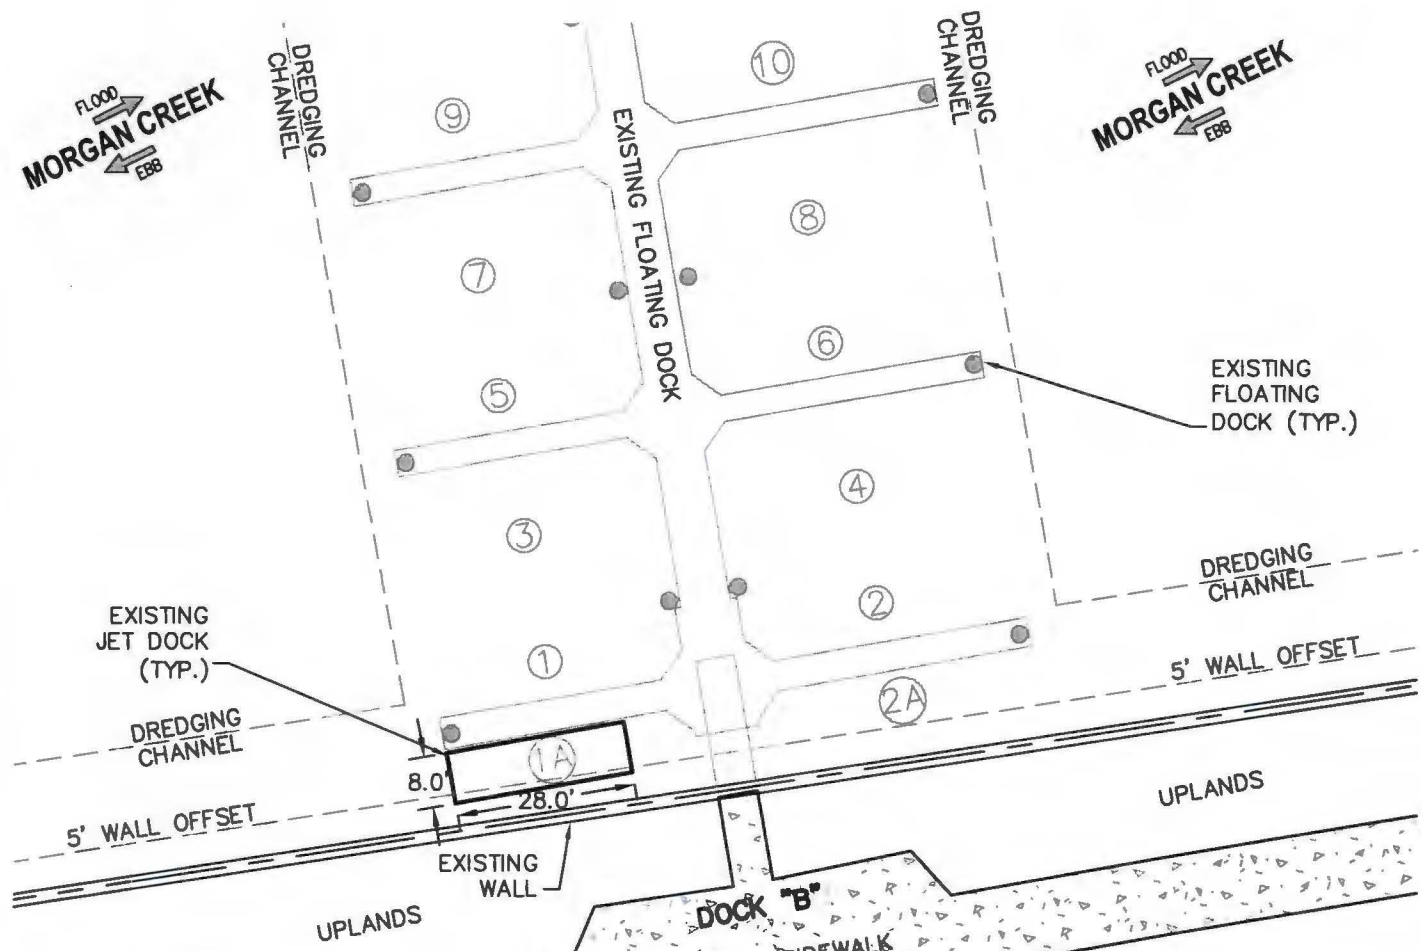 FLOOD
MORGAN CREEK
EBB
DREDGING
CHANNEL
9
EXISTING FLOATING DOCK
10
DREDGING
CHANNEL
FLOOD
MORGAN CREEK
EBB
7
8
5
6
EXISTING
FLOATING
DOCK (TYP.)
3
4
EXISTING
JET DOCK
(TYP.)
1
2
DREDGING
CHANNEL
2A
5' WALL OFFSET
DREDGING
CHANNEL
1A
8.0'
28.0'
5' WALL OFFSET
EXISTING
WALL
UPLANDS
UPLANDS
DOCK "B"